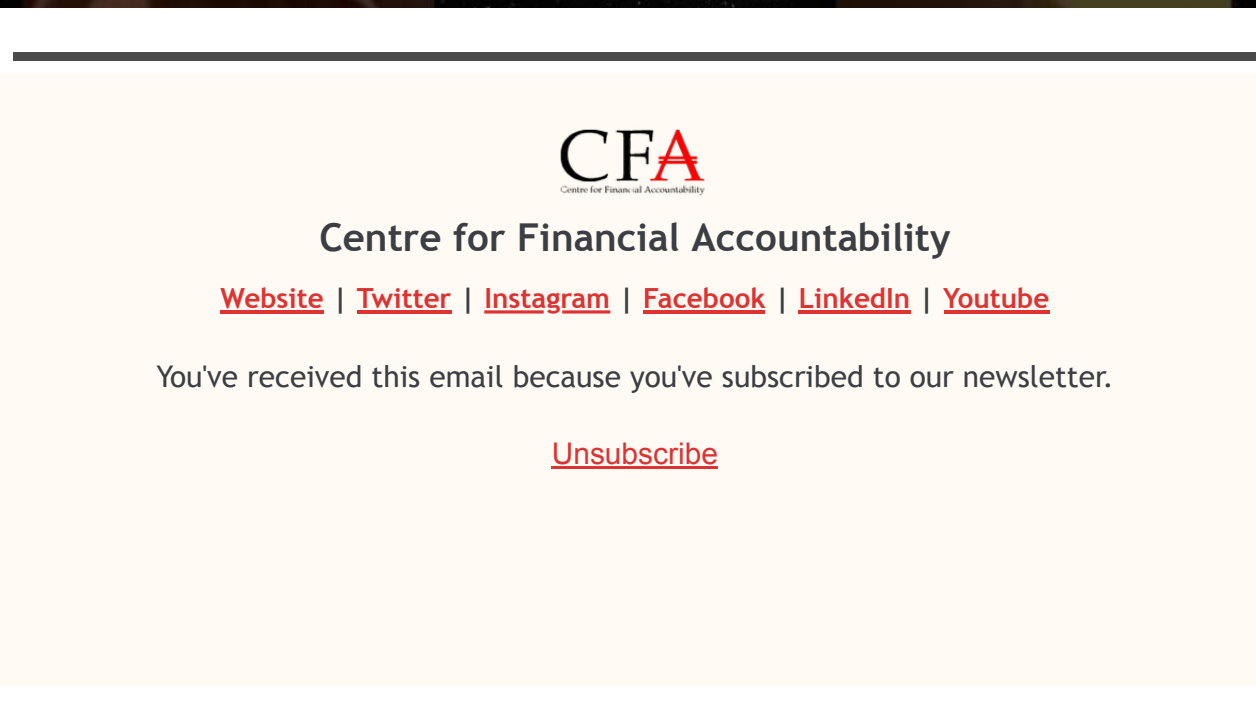 CFA
Centre for Financial Accountability
Centre for Financial Accountability
Website | Twitter | Instagram | Facebook | LinkedIn | Youtube
You've received this email because you've subscribed to our newsletter.
Unsubscribe